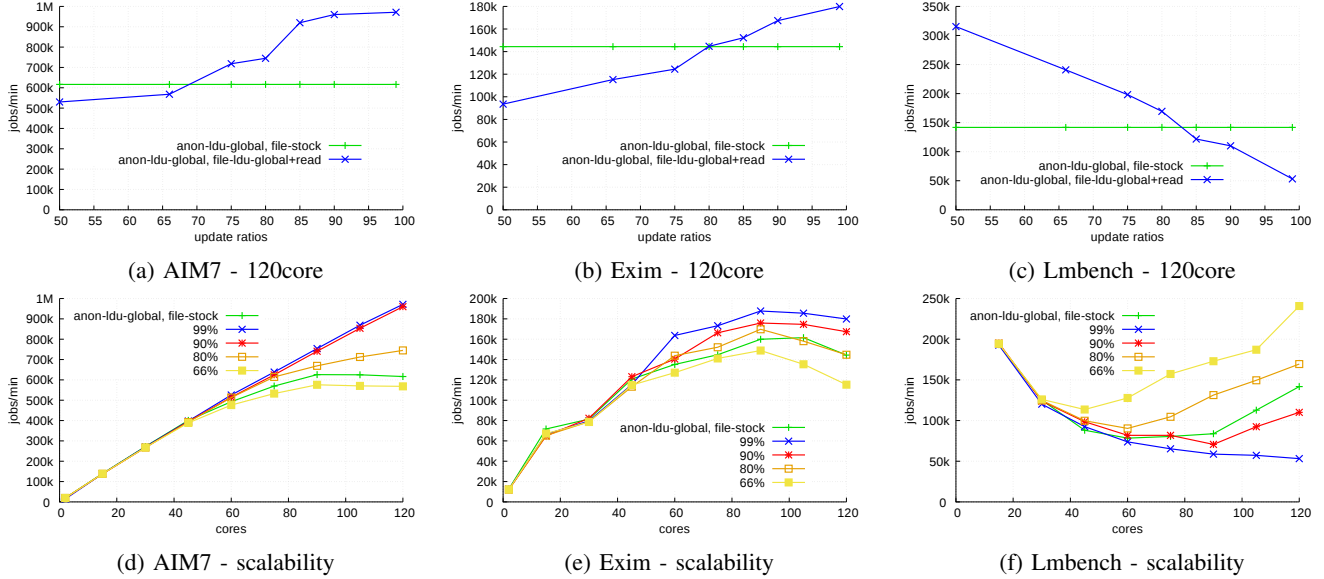 1M
900k
800k
700k
600k
500k
400k
300k
200k
100k
0
jobs/min
anon-ldu-global, file-stock
anon-ldu-global, file-ldu-global+read
50 55 60 65 70 75 80 85 90 95 100
update ratios
(a) AIM7 - 120core
180k
160k
140k
120k
100k
80k
60k
40k
20k
0
jobs/min
anon-ldu-global, file-stock
anon-ldu-global, file-ldu-global+read
50 55 60 65 70 75 80 85 90 95 100
update ratios
(b) Exim - 120core
350k
300k
250k
200k
150k
100k
50k
0
jobs/min
anon-ldu-global, file-stock
anon-ldu-global, file-ldu-global+read
50 55 60 65 70 75 80 85 90 95 100
update ratios
(c) Lmbench - 120core
1M
900k
800k
700k
600k
500k
400k
300k
200k
100k
0
jobs/min
anon-ldu-global, file-stock
99%
90%
80%
66%
0 20 40 60 80 100 120
cores
(d) AIM7 - scalability
200k
180k
160k
140k
120k
100k
80k
60k
40k
20k
0
jobs/min
anon-ldu-global, file-stock
99%
90%
80%
66%
0 20 40 60 80 100 120
cores
(e) Exim - scalability
250k
200k
150k
100k
50k
0
jobs/min
anon-ldu-global, file-stock
99%
90%
80%
66%
0 20 40 60 80 100 120
cores
(f) Lmbench - scalability